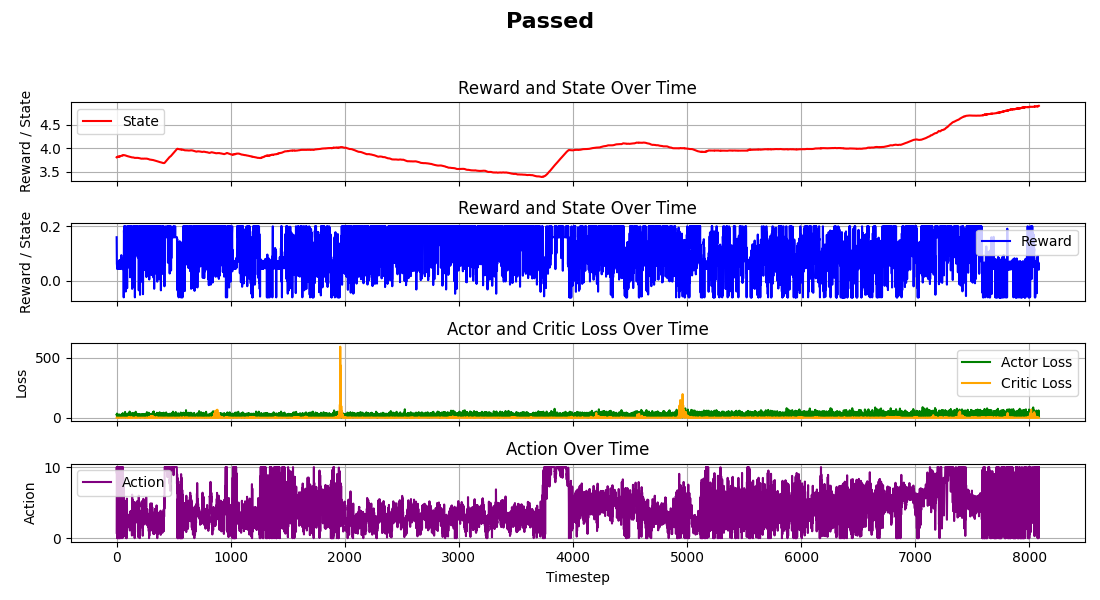 Passed
Reward and State Over Time
Reward / State
4.5
4.0
3.5
State
Reward and State Over Time
Reward / State
0.2
0.0
Reward
Actor and Critic Loss Over Time
Loss
500
0
Actor Loss
Critic Loss
Action Over Time
Action
10
0
Action
0 1000 2000 3000 4000 5000 6000 7000 8000
Timestep